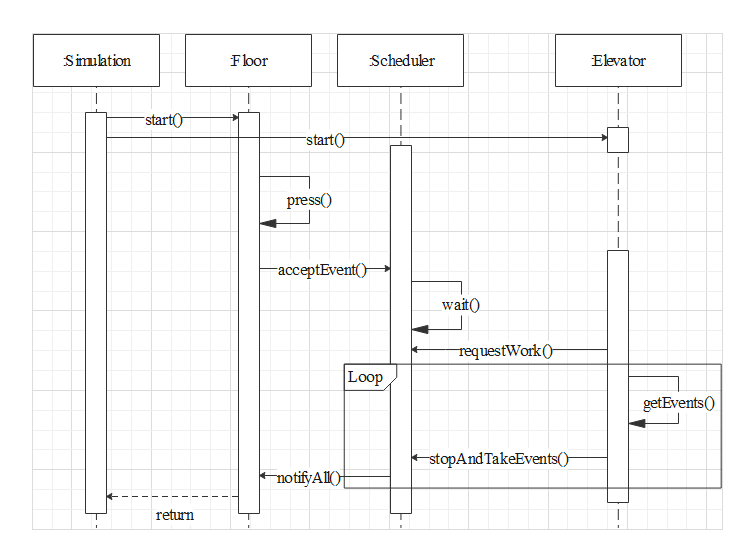 :Simulation
:Floor
:Scheduler
:Elevator
start()
start()
press()
acceptEvent()
wait()
requestWork()
Loop
getEvents()
stopAndTakeEvents()
notifyAll()
return